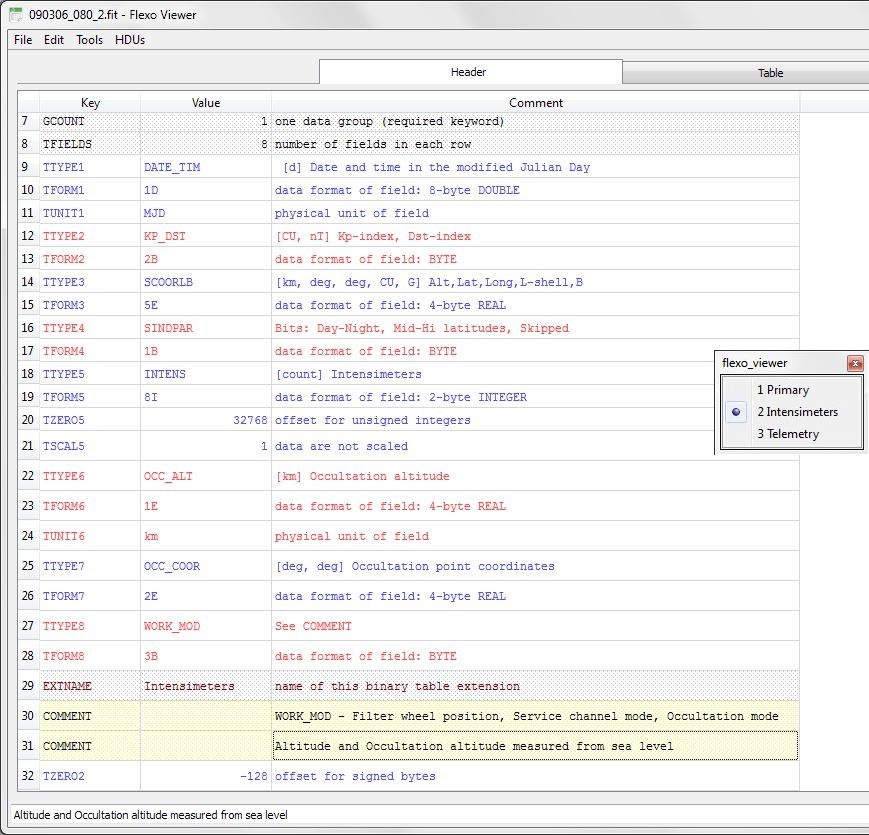 090306_080_2.fit - Flexo Viewer
File Edit Tools HDUs
Header Table
Key Value Comment
7 GCOUNT 1 one data group (required keyword)
8 TFIELDS 8 number of fields in each row
9 TTYPE1 DATE_TIM [d] Date and time in the modified Julian Day
10 TFORM1 1D data format of field: 8-byte DOUBLE
11 TUNIT1 MJD physical unit of field
12 TTYPE2 KP_DST [CU, nT] Kp-index, Dst-index
13 TFORM2 2B data format of field: BYTE
14 TTYPE3 SCOORLB [km, deg, deg, CU, G] Alt,Lat,Long,L-shell,B
15 TFORM3 5E data format of field: 4-byte REAL
16 TTYPE4 SINDPAR Bits: Day-Night, Mid-Hi latitudes, Skipped
17 TFORM4 1B data format of field: BYTE
18 TTYPE5 INTENS [count] Intensimeters
19 TFORM5 8I data format of field: 2-byte INTEGER
20 TZERO5 32768 offset for unsigned integers
21 TSCAL5 1 data are not scaled
22 TTYPE6 OCC_ALT [km] Occultation altitude
23 TFORM6 1E data format of field: 4-byte REAL
24 TUNIT6 km physical unit of field
25 TTYPE7 OCC_COOR [deg, deg] Occultation point coordinates
26 TFORM7 2E data format of field: 4-byte REAL
27 TTYPE8 WORK_MOD See COMMENT
28 TFORM8 3B data format of field: BYTE
29 EXTNAME Intensimeters name of this binary table extension
30 COMMENT WORK_MOD - Filter wheel position, Service channel mode, Occultation mode
31 COMMENT Altitude and Occultation altitude measured from sea level
32 TZERO2 -128 offset for signed bytes
flexo_viewer
1 Primary
2 Intensimeters
3 Telemetry
Altitude and Occultation altitude measured from sea level